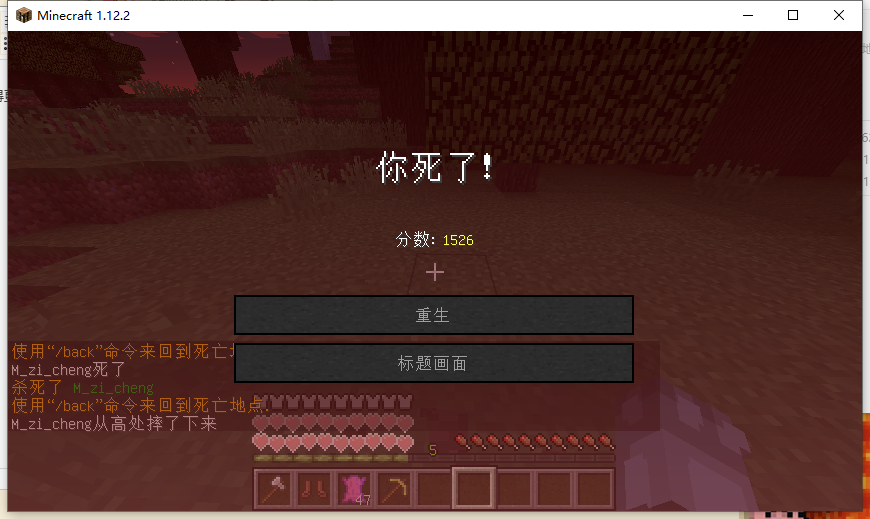 Minecraft 1.12.2
你死了!
分数: 1526
重生
使用“/back”命令来回到死亡
标题画面
M_zi_cheng死了
杀死了 M_zi_cheng
使用“/back”命令来回到死亡地点.
M_zi_cheng从高处摔了下来
5
47